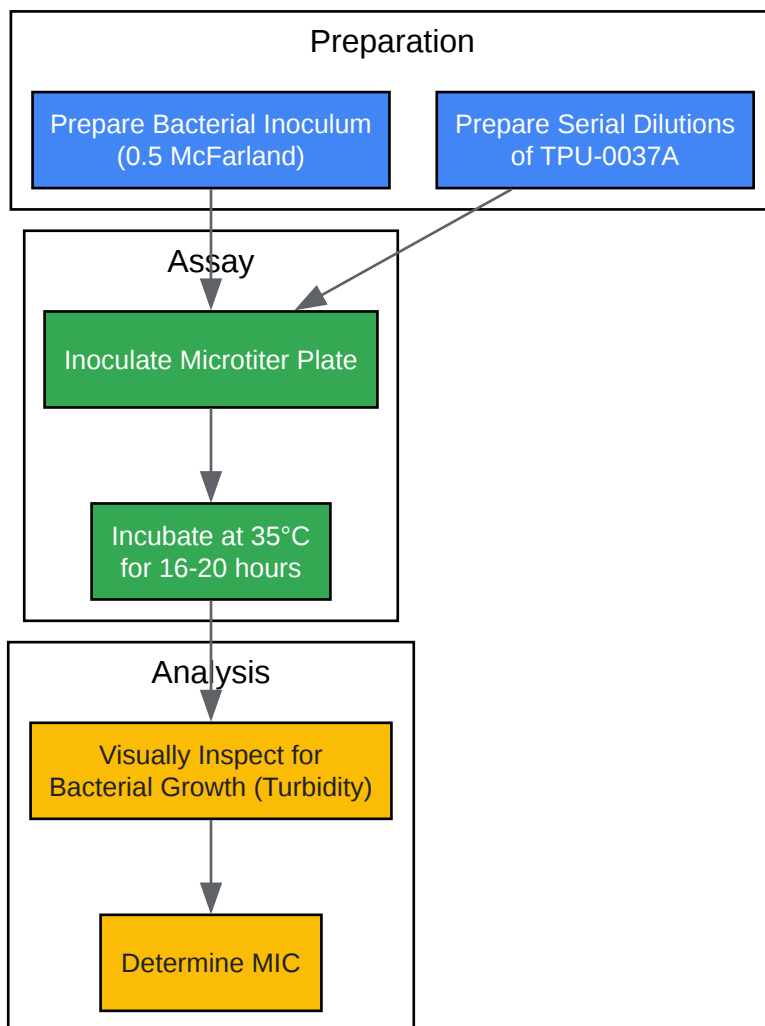 Preparation
Prepare Bacterial Inoculum
(0.5 McFarland)
Prepare Serial Dilutions
of TPU-0037A
Assay
Inoculate Microtiter Plate
Incubate at 35°C
for 16-20 hours
Analysis
Visually Inspect for
Bacterial Growth (Turbidity)
Determine MIC